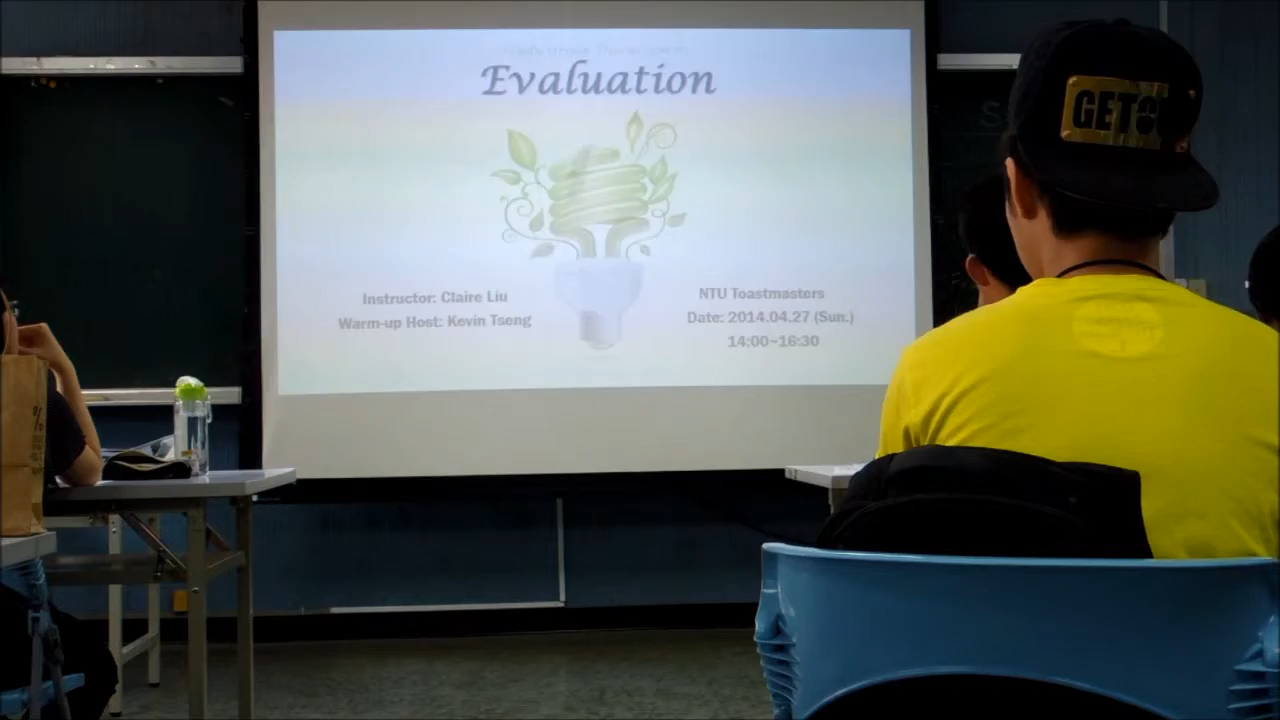 Evaluation
Instructor: Claire Liu
Warm-up Host: Kevin Tseng
NTU Toastmasters
Date: 2014.04.27 (Sun.)
14:00~16:30
%